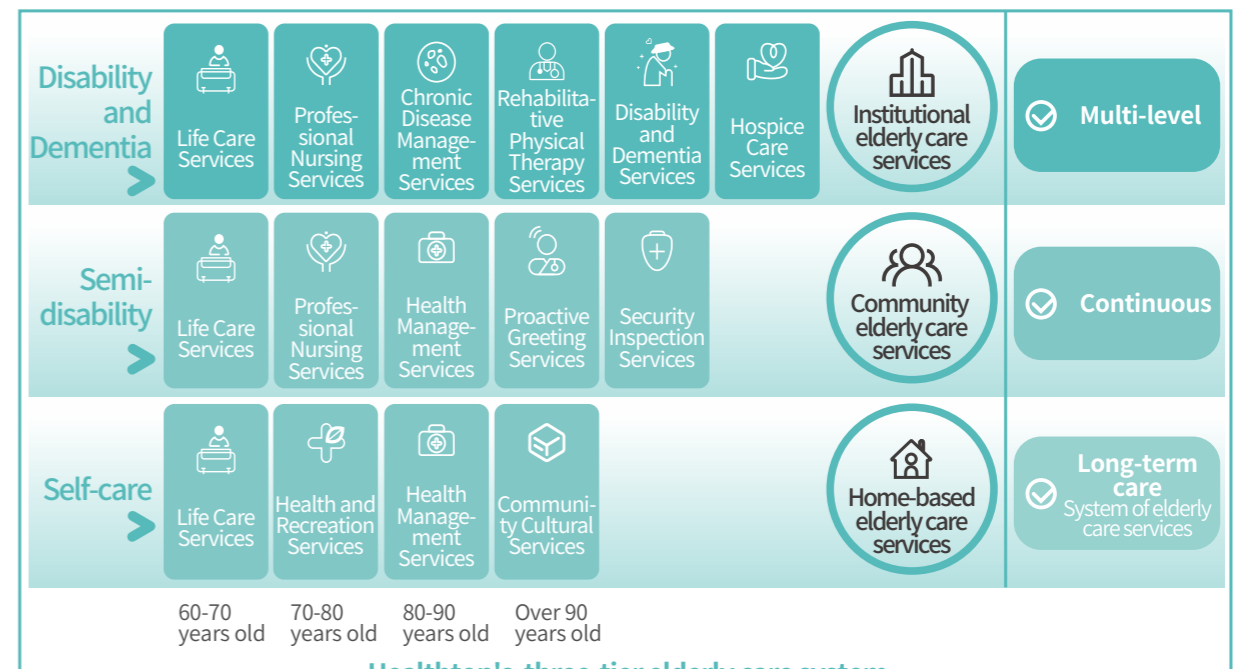 Disability
and
Dementia
Life Care
Services
Profes-
sional
Nursing
Services
Chronic
Disease
Manage-
ment
Services
Rehabilita-
tive
Physical
Therapy
Services
Disability
and
Dementia
Services
Hospice
Care
Services
Institutional
elderly care
services
Multi-level
Semi-
disability
Life Care
Services
Profes-
sional
Nursing
Services
Health
Manage-
ment
Services
Proactive
Greeting
Services
Security
Inspection
Services
Community
elderly care
services
Continuous
Self-care
Life Care
Services
Health and
Recreation
Services
Health
Manage-
ment
Services
Communi-
ty Cultural
Services
Home-based
elderly care
services
Long-term
care
System of elderly
care services
60-70
years old
70-80
years old
80-90
years old
Over 90
years old
three-tier elderly care system